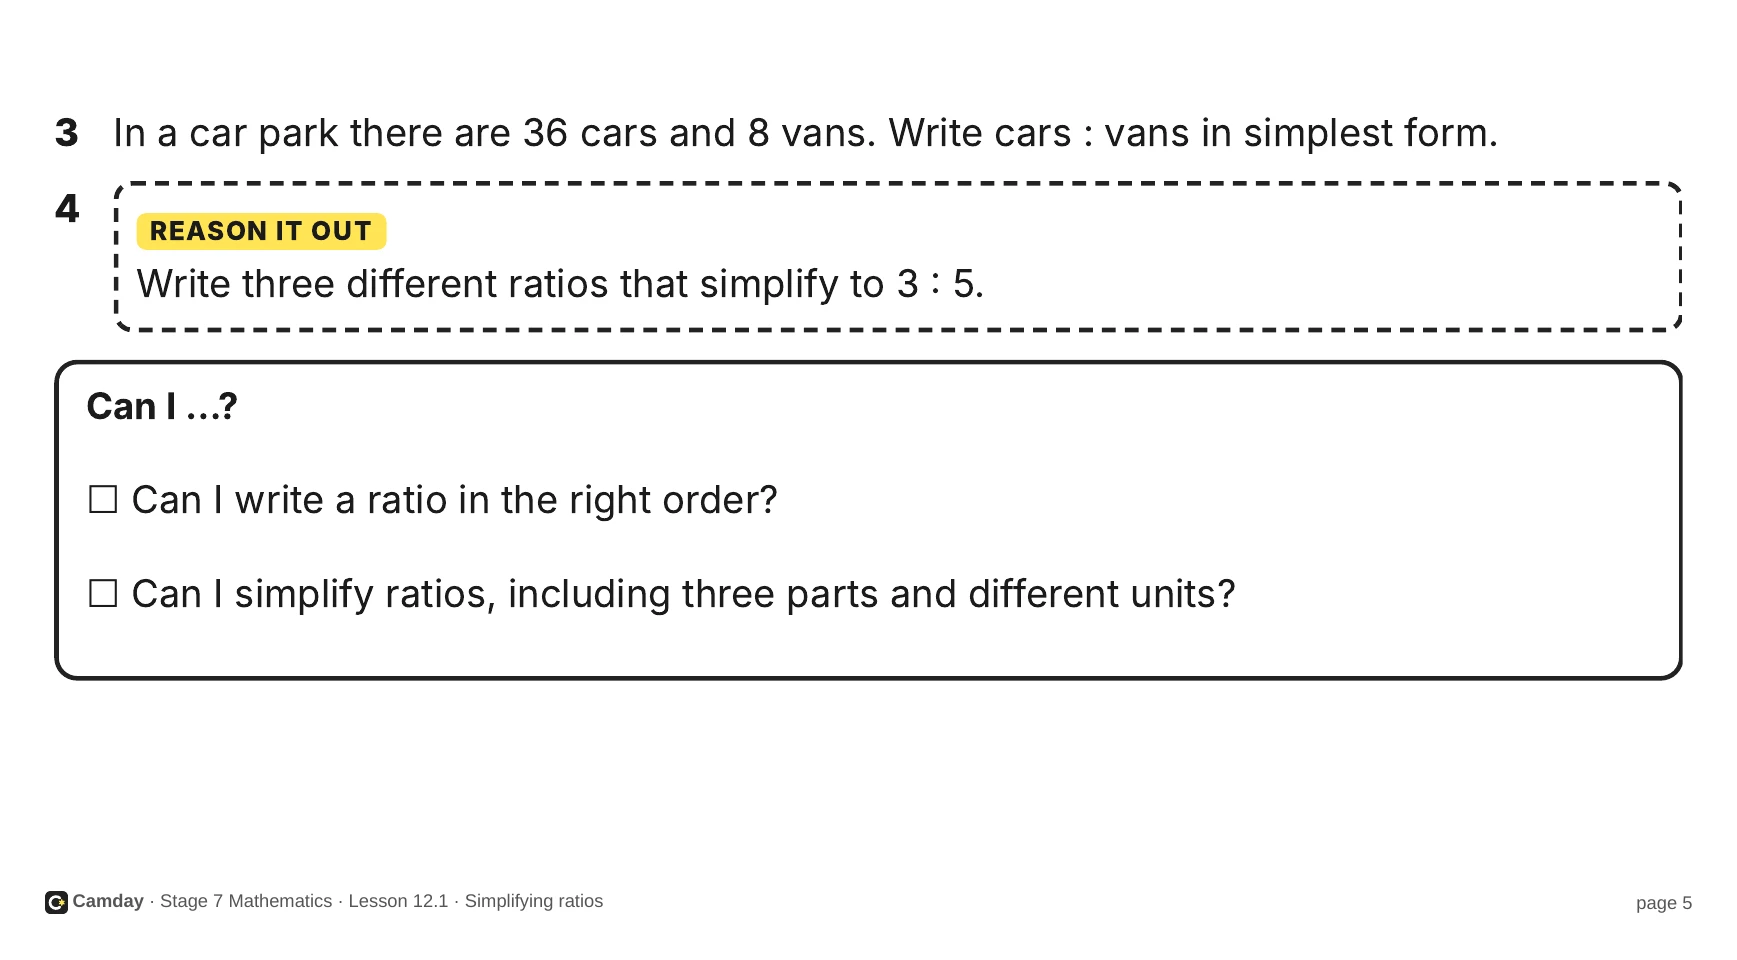 3 In a car park there are 36 cars and 8 vans. Write cars : vans in simplest form.
4
REASON IT OUT
Write three different ratios that simplify to 3 : 5.
Can I …?
☐ Can I write a ratio in the right order?
☐ Can I simplify ratios, including three parts and different units?
Camday · Stage 7 Mathematics · Lesson 12.1 · Simplifying ratios
page 5